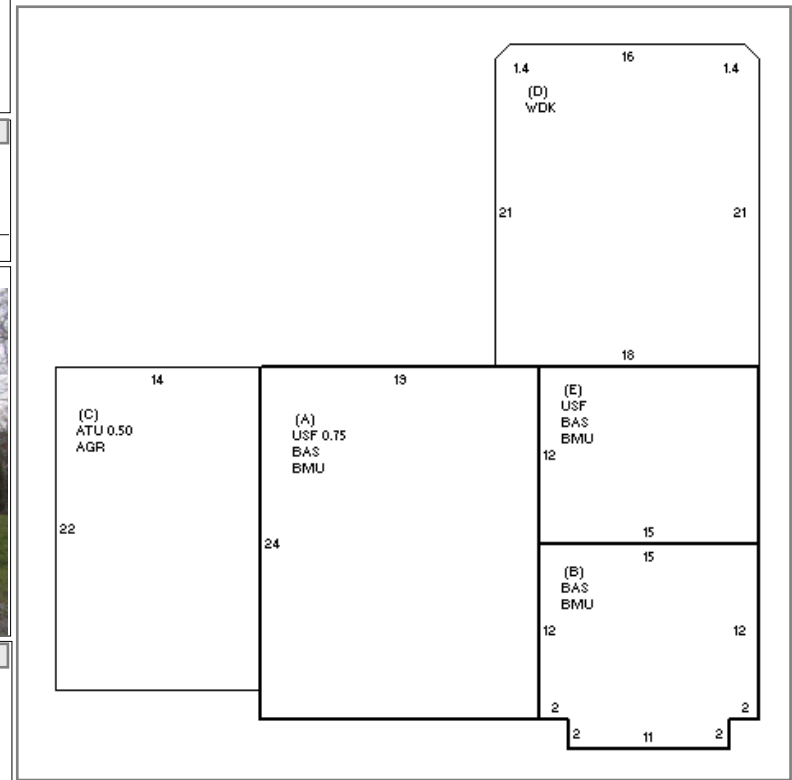 16
1.4 1.4
(D)
WDK
21 21
18
14 19
(C)
ATU 0.50
AGR
22
(A)
USF 0.75
BAS
BMU
24
(E)
USF
BAS
BMU
12
15
15
(B)
BAS
BMU
12 12
2 2
2 11 2